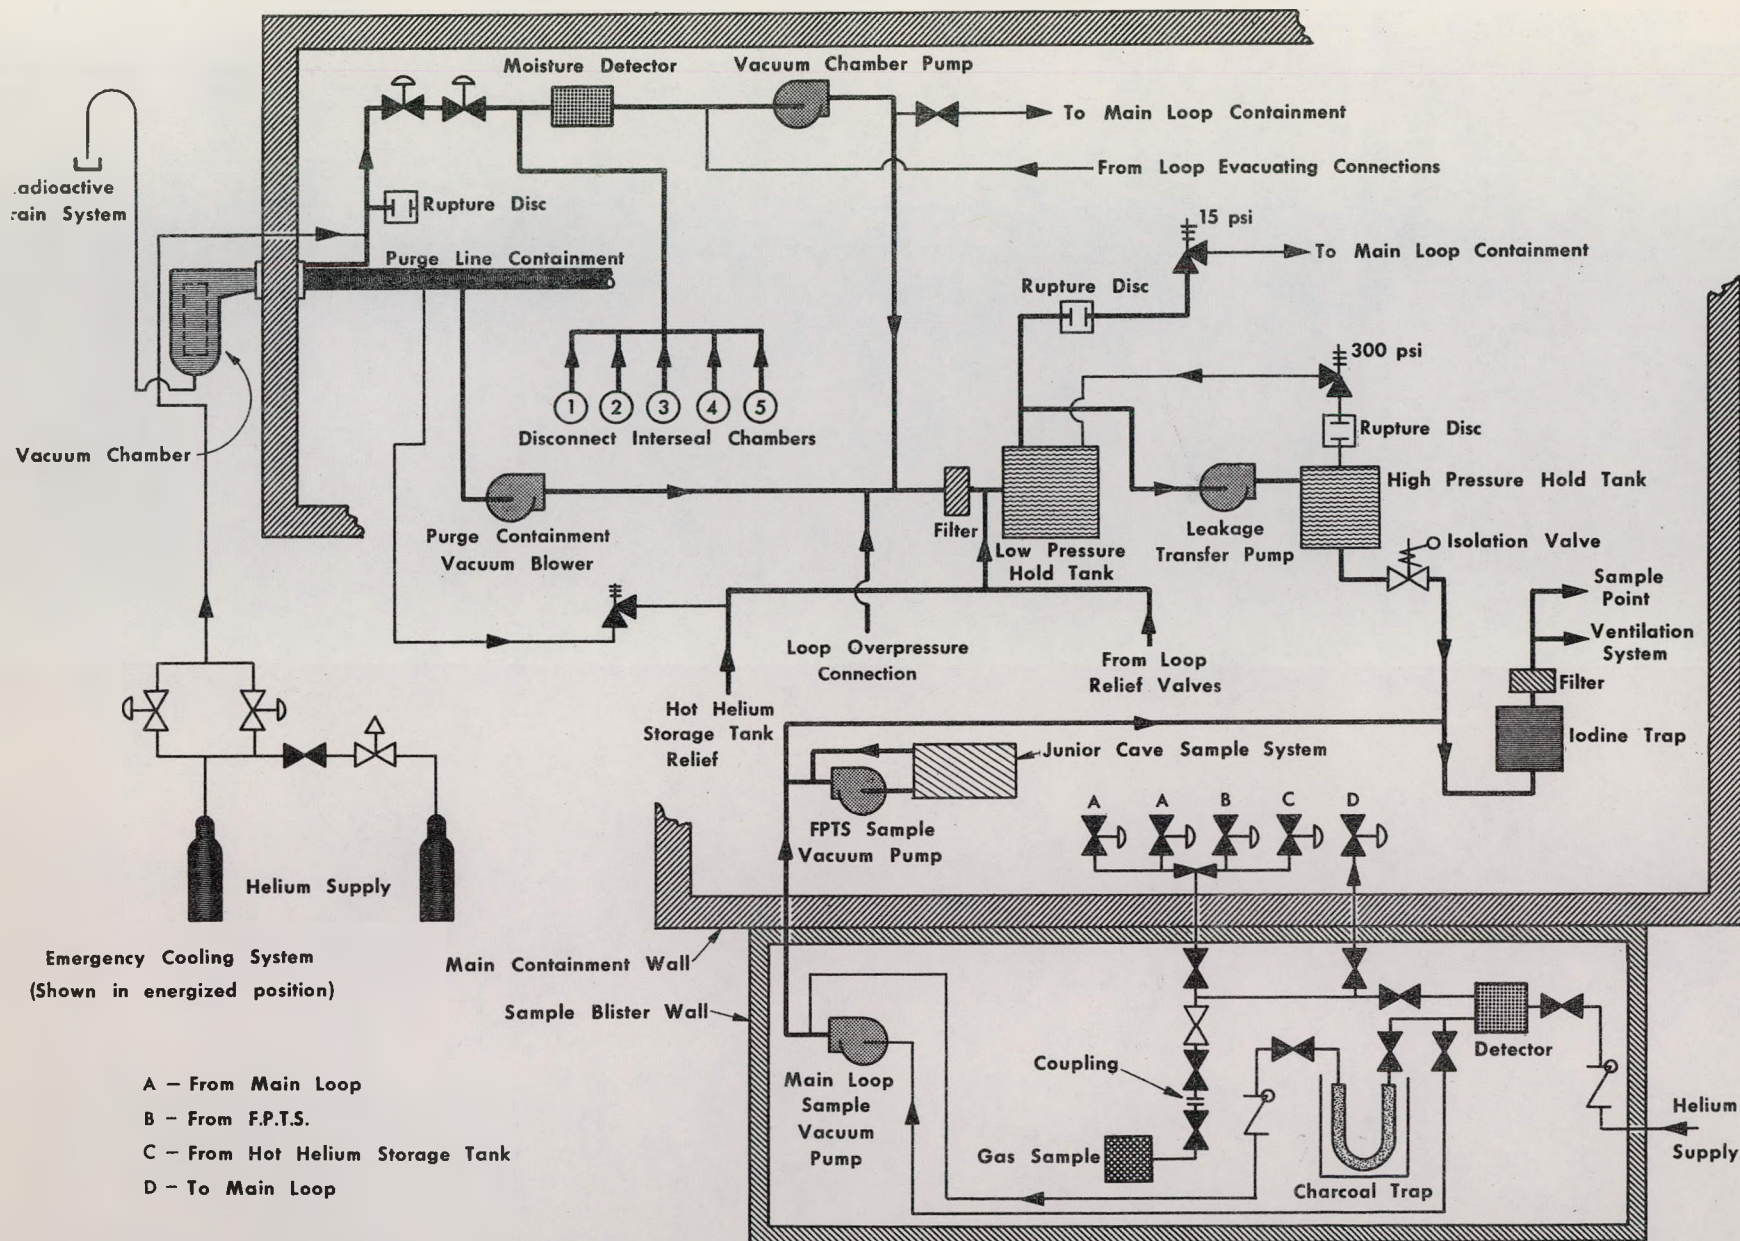 Moisture Detector
Vacuum Chamber Pump
To Main Loop Containment
From Loop Evacuating Connections
adioactive
ain System
Rupture Disc
15 psi
To Main Loop Containment
Purge Line Containment
Rupture Disc
300 psi
1 2 3 4 5
Disconnect Interseal Chambers
Rupture Disc
Vacuum Chamber
High Pressure Hold Tank
Filter
Leakage
Transfer Pump
Purge Containment
Vacuum Blower
Low Pressure
Hold Tank
Isolation Valve
Sample
Point
Ventilation
System
Loop Overpressure
Connection
From Loop
Relief Valves
Filter
Hot Helium
Storage Tank
Relief
Junior Cave Sample System
Iodine Trap
A A B C D
FPTS Sample
Vacuum Pump
Helium Supply
Emergency Cooling System
(Shown in energized position)
Main Containment Wall
Sample Blister Wall
Detector
Coupling
Main Loop
Sample
Vacuum
Pump
A – From Main Loop
B – From F.P.T.S.
C – From Hot Helium Storage Tank
D – To Main Loop
Gas Sample
Charcoal Trap
Helium
Supply